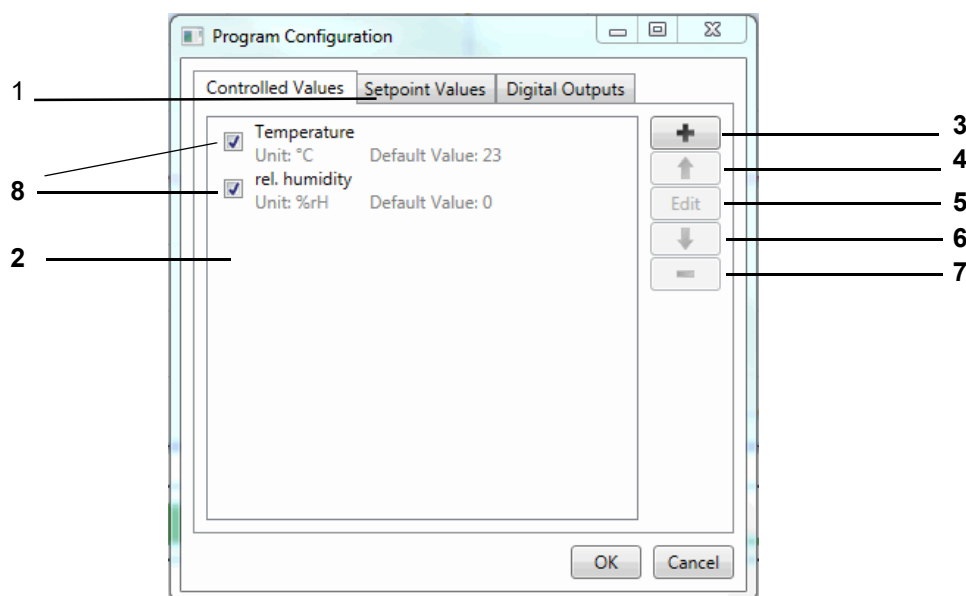 Program Configuration
1
Controlled Values Setpoint Values Digital Outputs
3
Temperature
Unit: °C Default Value: 23
4
8
rel. humidity
Unit: %rH Default Value: 0
Edit
5
6
2
7
OK Cancel